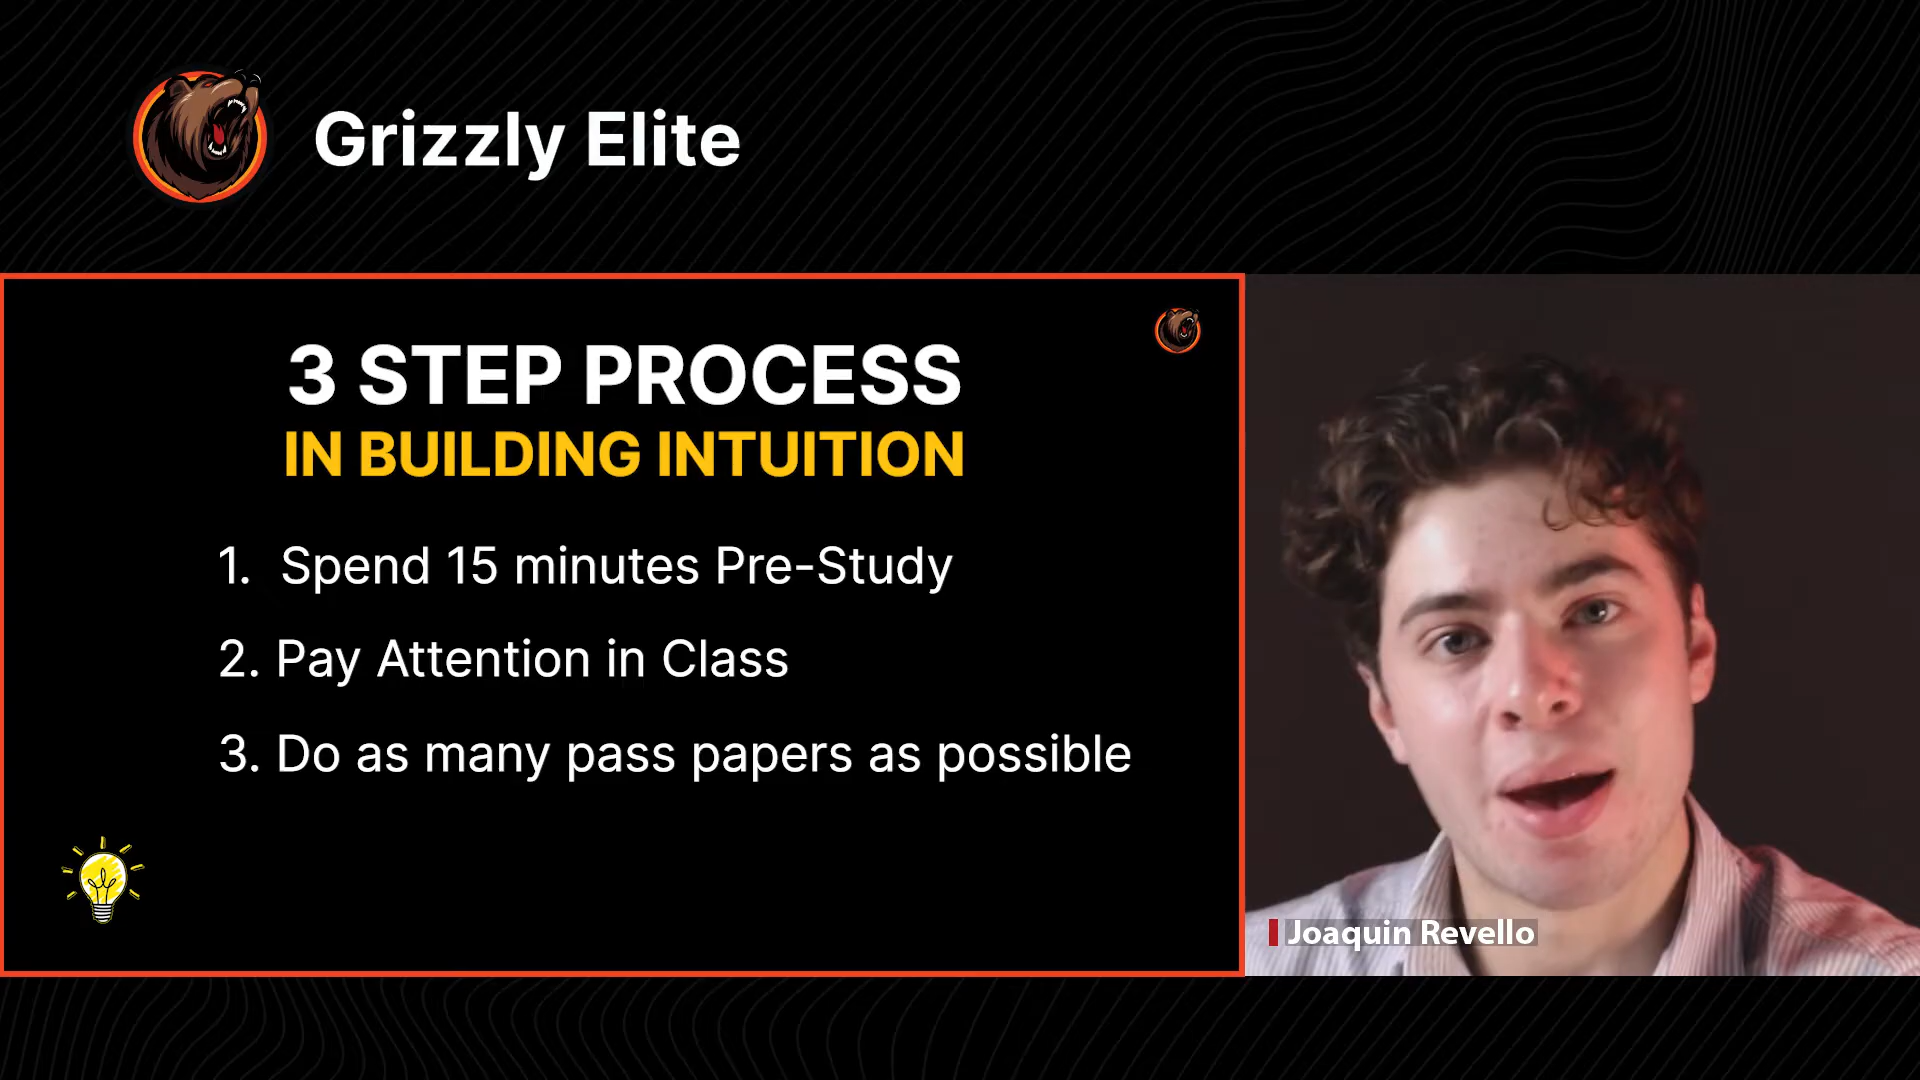 Grizzly Elite
3 STEP PROCESS
IN BUILDING INTUITION
1. Spend 15 minutes Pre-Study
2. Pay Attention in Class
3. Do as many pass papers as possible
Joaquin Revello